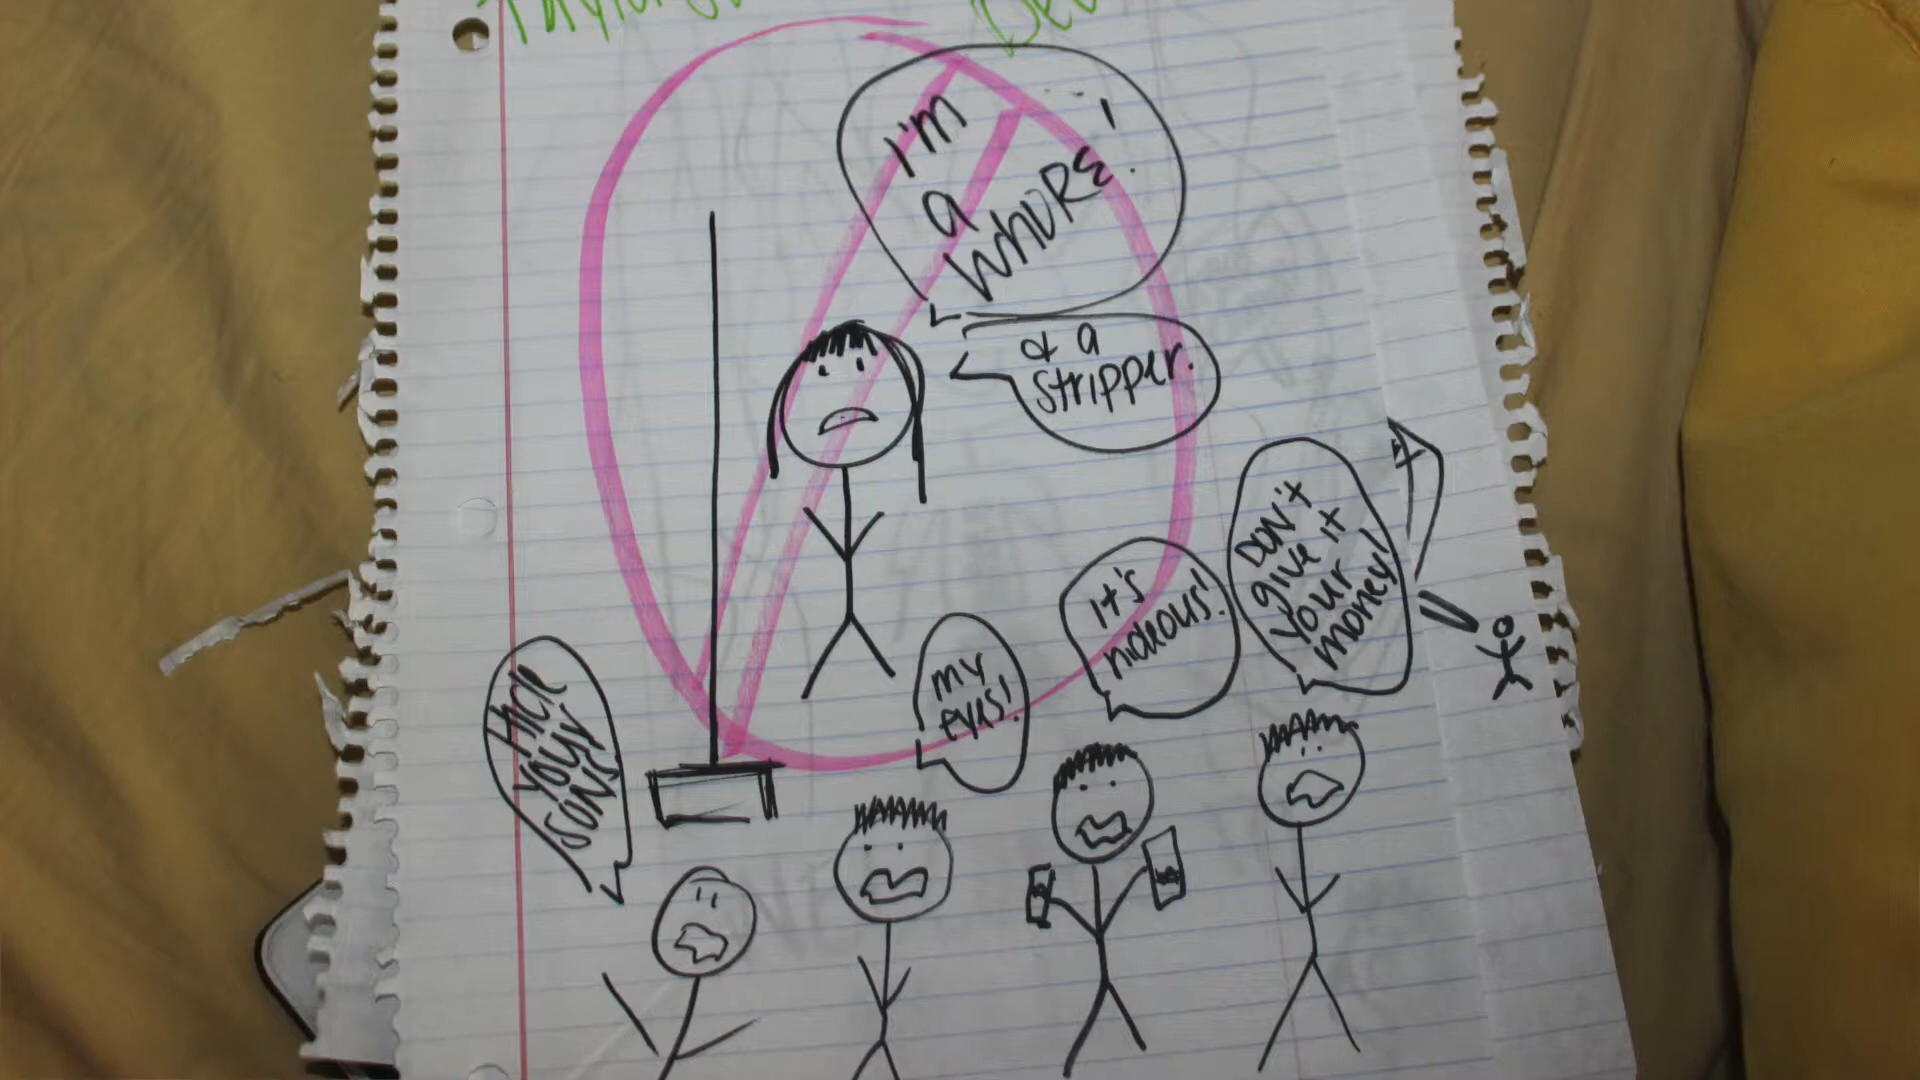 I'm
a
whore!
& a
stripper.
Don't
give it
your
money!
It's
hideous!
my
eyes!
Hide
your
sons!